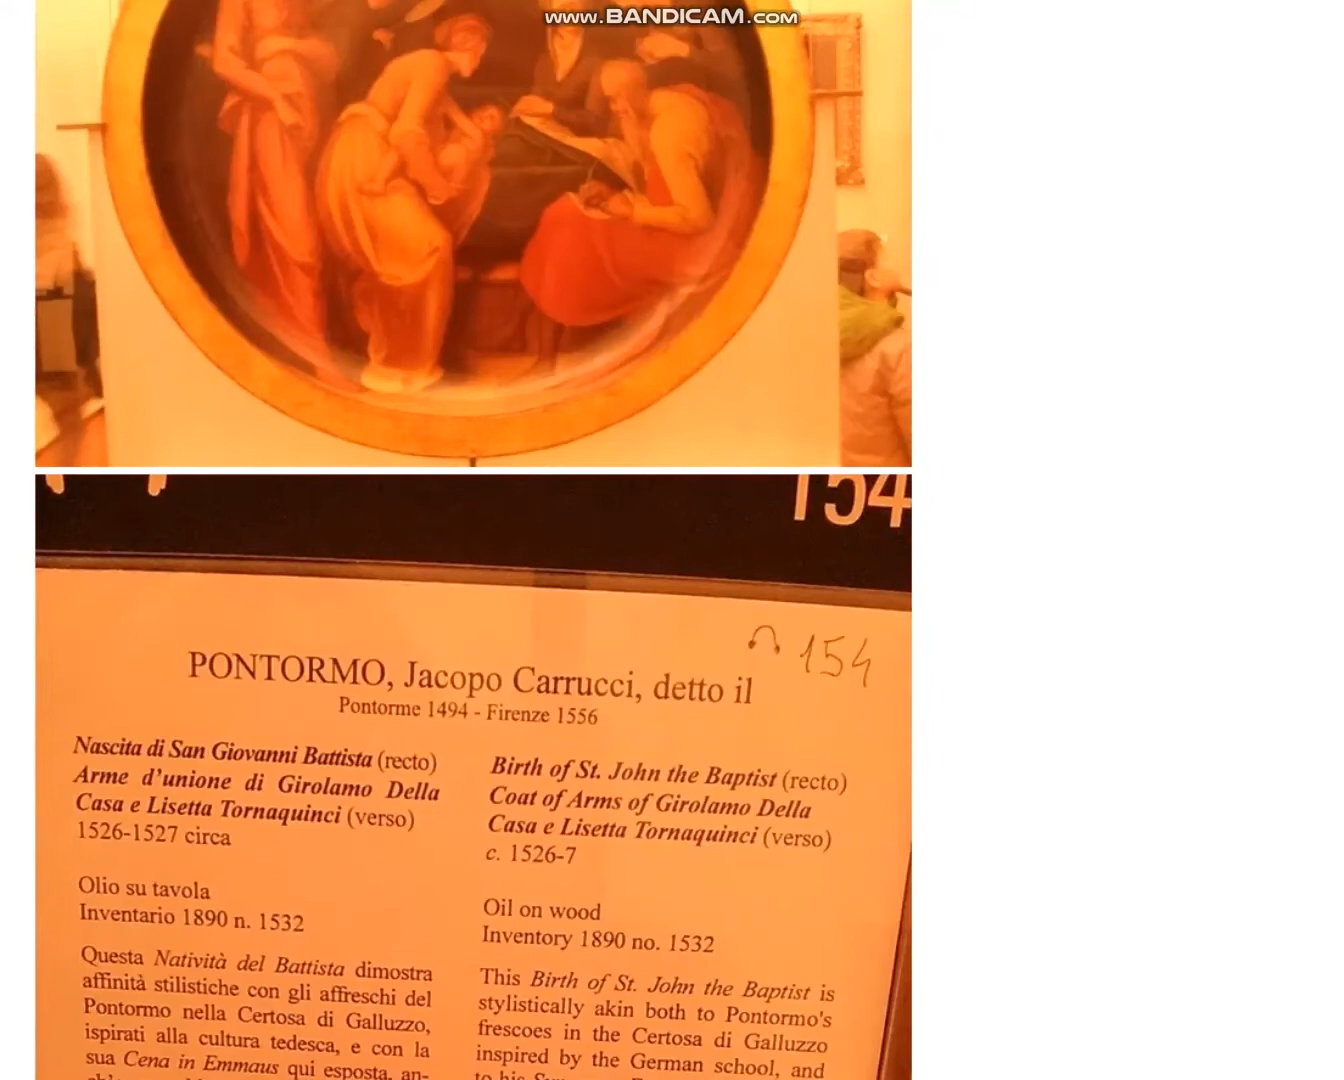 www.BANDICAM.com
154
154
PONTORMO, Jacopo Carrucci, detto il
Pontorme 1494 - Firenze 1556
Nascita di San Giovanni Battista (recto)
Arme d'unione di Girolamo Della
Casa e Lisetta Tornaquinci (verso)
1526-1527 circa
Olio su tavola
Inventario 1890 n. 1532
Questa Natività del Battista dimostra
affinità stilistiche con gli affreschi del
Pontormo nella Certosa di Galluzzo,
ispirati alla cultura tedesca, e con la
sua Cena in Emmaus qui esposta, an-
Birth of St. John the Baptist (recto)
Coat of Arms of Girolamo Della
Casa e Lisetta Tornaquinci (verso)
c. 1526-7
Oil on wood
Inventory 1890 no. 1532
This Birth of St. John the Baptist is
stylistically akin both to Pontormo's
frescoes in the Certosa di Galluzzo
inspired by the German school, and
to his